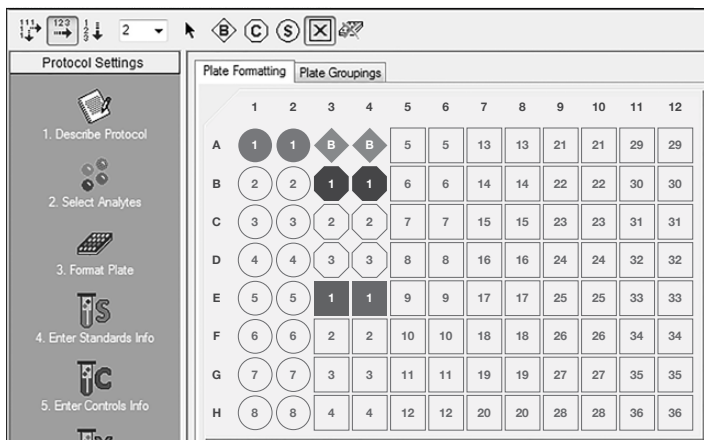 111
123
1 2 3
2
B C S X
Protocol Settings
1. Describe Protocol
2. Select Analytes
3. Format Plate
S
4. Enter Standards Info
C
5. Enter Controls Info
Plate Formatting Plate Groupings
1 2 3 4 5 6 7 8 9 10 11 12
A 1 1 B B 5 5 13 13 21 21 29 29
B 2 2 1 1 6 6 14 14 22 22 30 30
C 3 3 2 2 7 7 15 15 23 23 31 31
D 4 4 3 3 8 8 16 16 24 24 32 32
E 5 5 1 1 9 9 17 17 25 25 33 33
F 6 6 2 2 10 10 18 18 26 26 34 34
G 7 7 3 3 11 11 19 19 27 27 35 35
H 8 8 4 4 12 12 20 20 28 28 36 36